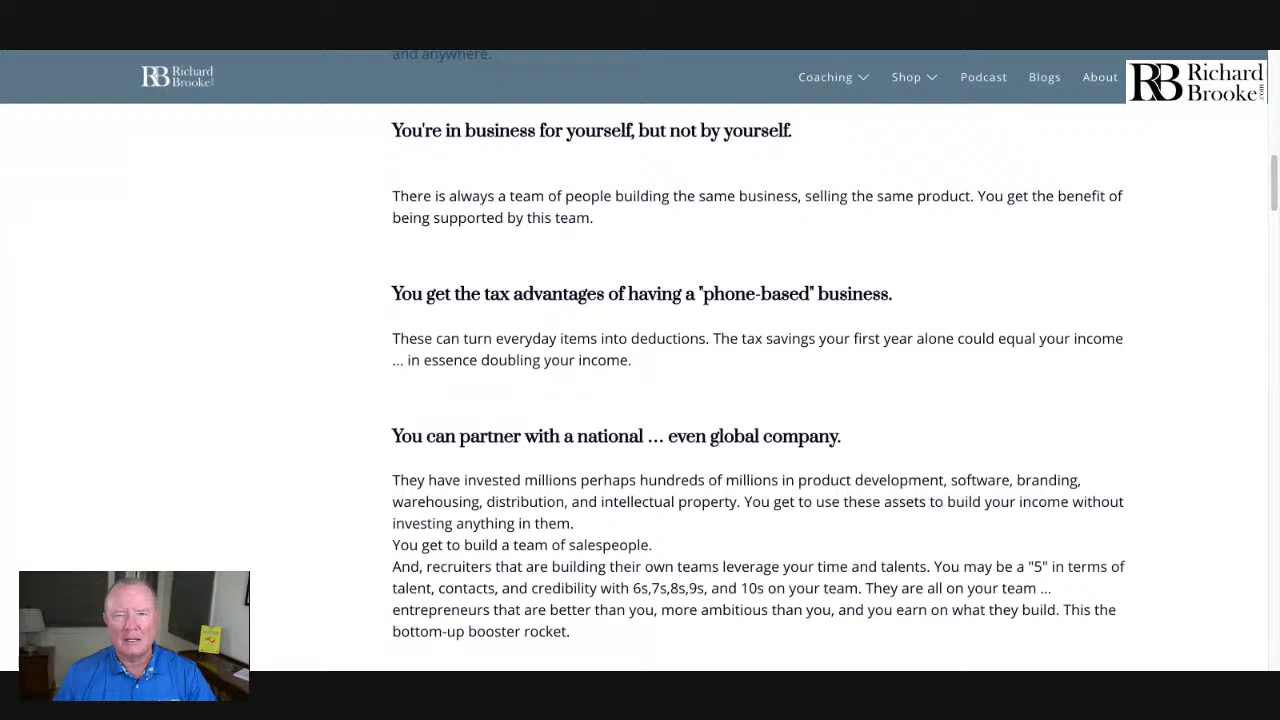 and anywhere.
RB Richard Brooke
Coaching
Shop
Podcast
Blogs
About
RB Richard Brooke .com
You're in business for yourself, but not by yourself.
There is always a team of people building the same business, selling the same product. You get the benefit of
being supported by this team.
You get the tax advantages of having a "phone-based" business.
These can turn everyday items into deductions. The tax savings your first year alone could equal your income
... in essence doubling your income.
You can partner with a national … even global company.
They have invested millions perhaps hundreds of millions in product development, software, branding,
warehousing, distribution, and intellectual property. You get to use these assets to build your income without
investing anything in them.
You get to build a team of salespeople.
And, recruiters that are building their own teams leverage your time and talents. You may be a "5" in terms of
talent, contacts, and credibility with 6s,7s,8s,9s, and 10s on your team. They are all on your team ...
entrepreneurs that are better than you, more ambitious than you, and you earn on what they build. This the
bottom-up booster rocket.